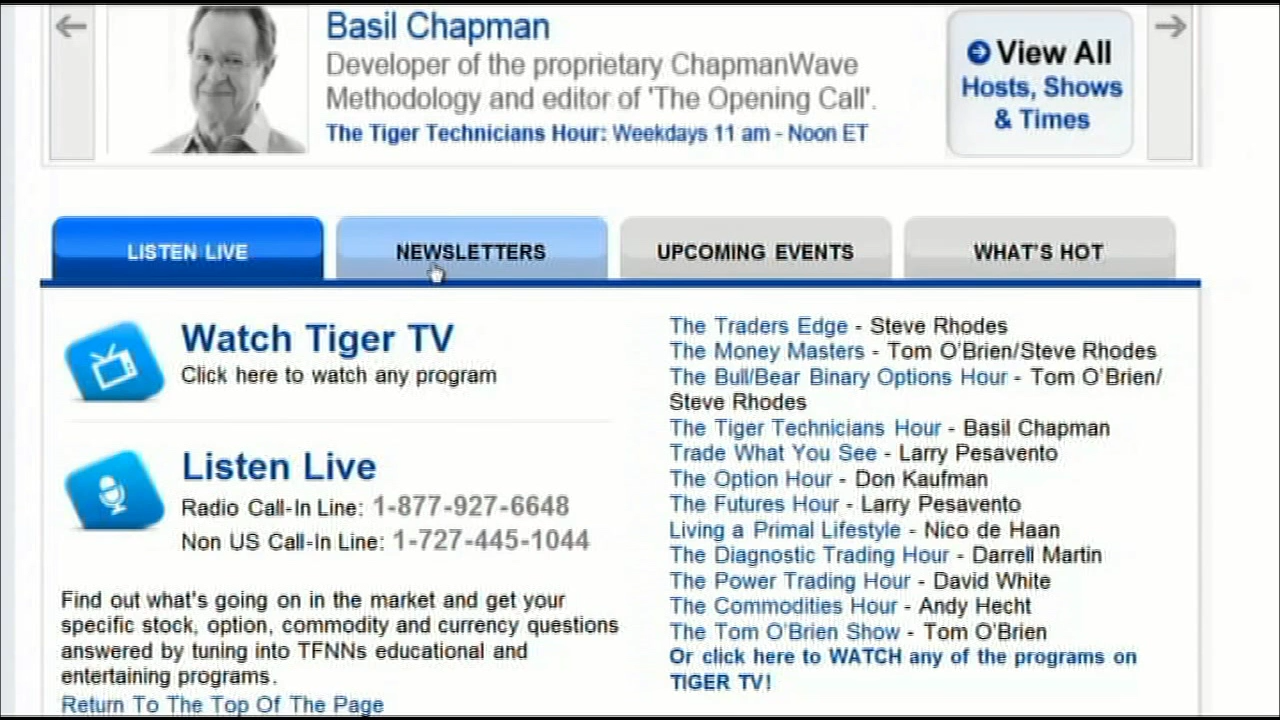 Basil Chapman
Developer of the proprietary ChapmanWave
Methodology and editor of 'The Opening Call'.
The Tiger Technicians Hour: Weekdays 11 am - Noon ET
View All
Hosts, Shows
& Times
LISTEN LIVE
NEWSLETTERS
UPCOMING EVENTS
WHAT'S HOT
Watch Tiger TV
Click here to watch any program
Listen Live
Radio Call-In Line: 1-877-927-6648
Non US Call-In Line: 1-727-445-1044
Find out what's going on in the market and get your
specific stock, option, commodity and currency questions
answered by tuning into TFNNs educational and
entertaining programs.
Return To The Top Of The Page
The Traders Edge - Steve Rhodes
The Money Masters - Tom O'Brien/Steve Rhodes
The Bull/Bear Binary Options Hour - Tom O'Brien/
Steve Rhodes
The Tiger Technicians Hour - Basil Chapman
Trade What You See - Larry Pesavento
The Option Hour - Don Kaufman
The Futures Hour - Larry Pesavento
Living a Primal Lifestyle - Nico de Haan
The Diagnostic Trading Hour - Darrell Martin
The Power Trading Hour - David White
The Commodities Hour - Andy Hecht
The Tom O'Brien Show - Tom O'Brien
Or click here to WATCH any of the programs on
TIGER TV!